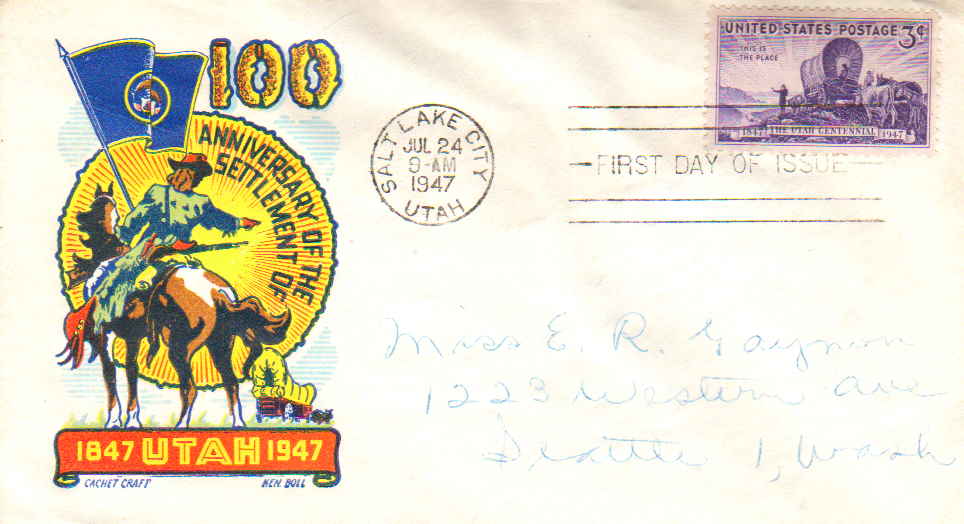 100
ANNIVERSARY OF THE
SETTLEMENT OF
1847 UTAH 1947
CACHET CRAFT KEN BOLL
SALT LAKE CITY
JUL 24
9-AM
1947
UTAH
UNITED STATES POSTAGE 3¢
THIS IS
THE PLACE
1847 THE UTAH CENTENNIAL 1947
FIRST DAY OF ISSUE
Miss E. R. Gaynon
1223 Western Ave
Seattle 1, Wash